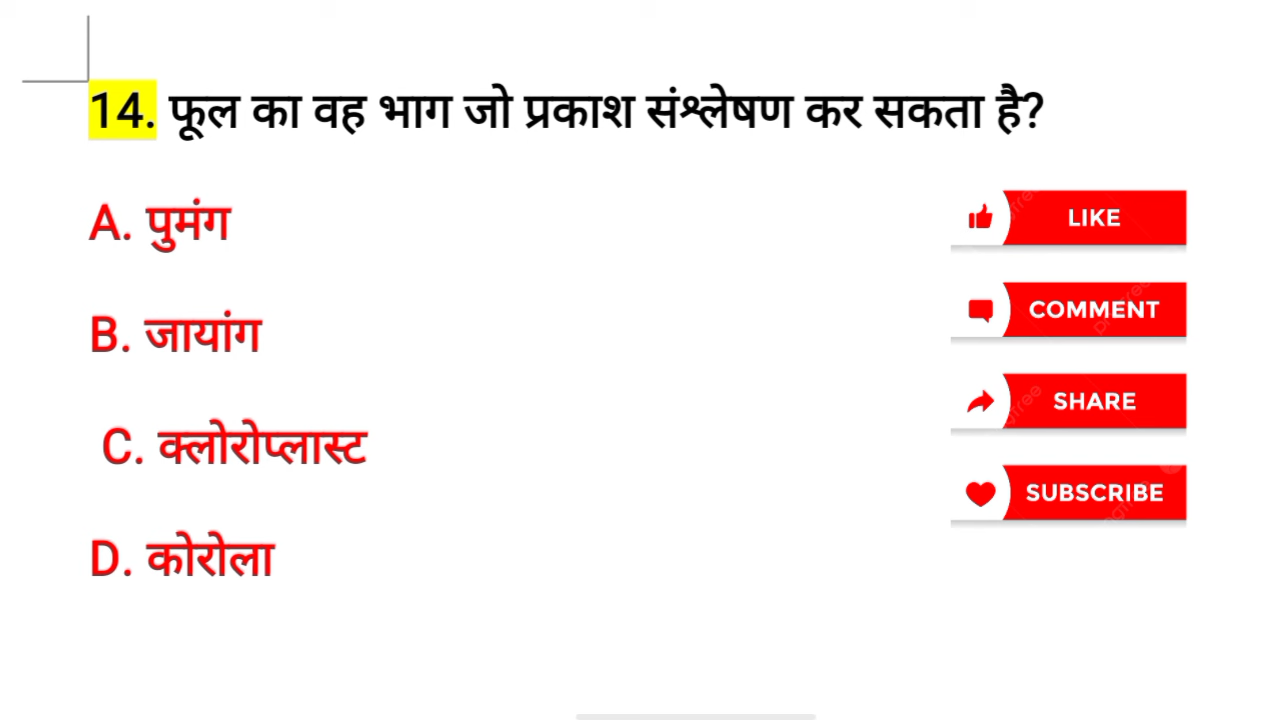 14. फूल का वह भाग जो प्रकाश संश्लेषण कर सकता है?
A. पुमंग
B. जायांग
C. क्लोरोप्लास्ट
D. कोरोला
LIKE
COMMENT
SHARE
SUBSCRIBE